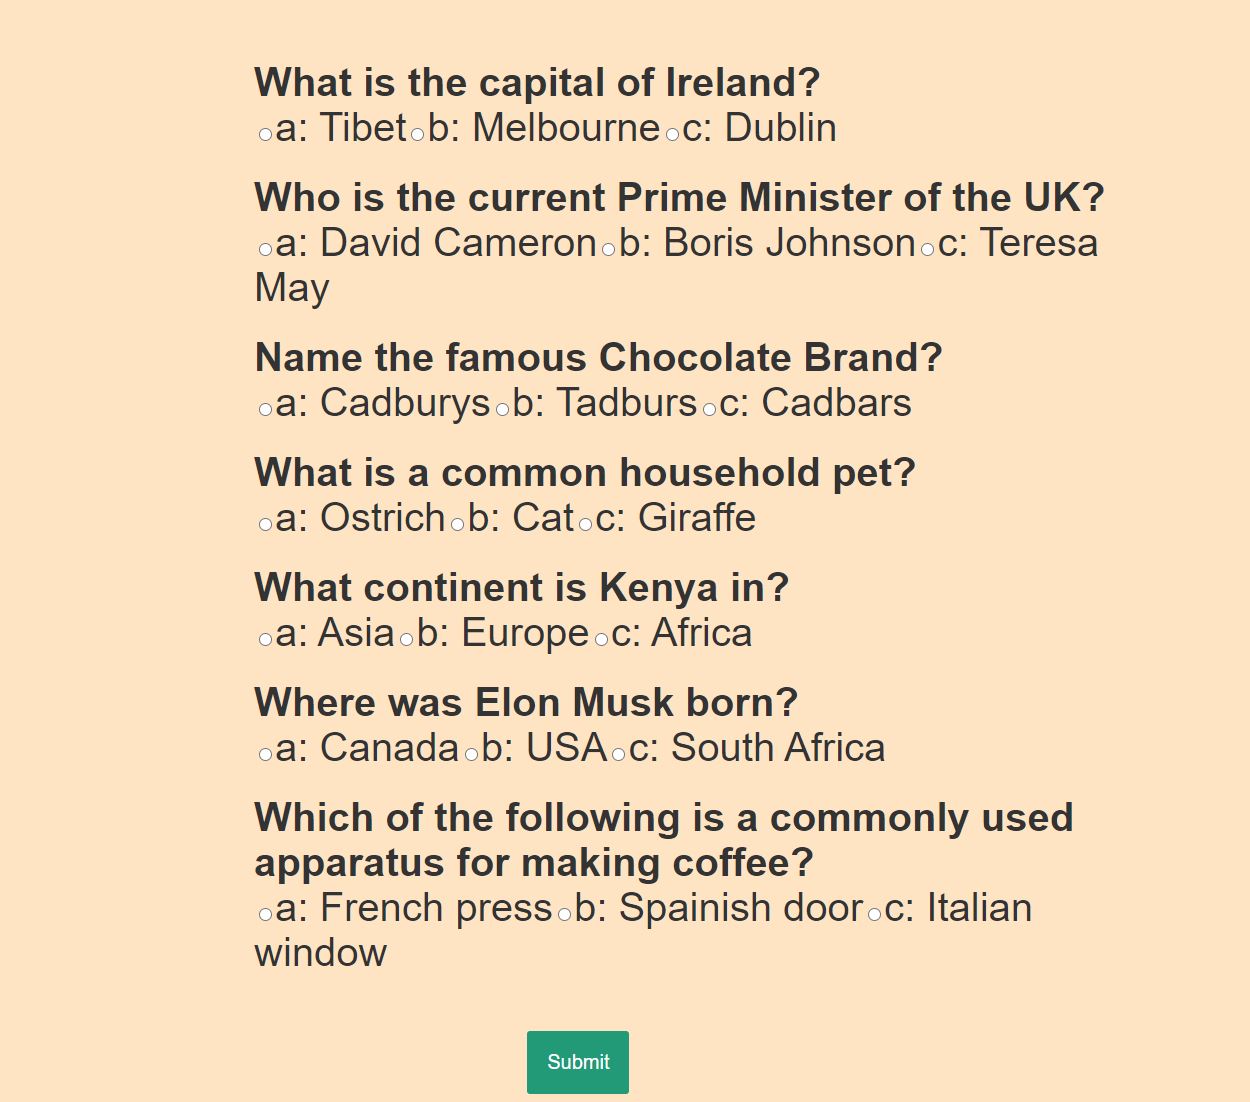 What is the capital of Ireland?
a: Tibet b: Melbourne c: Dublin
Who is the current Prime Minister of the UK?
a: David Cameron b: Boris Johnson c: Teresa
May
Name the famous Chocolate Brand?
a: Cadburys b: Tadburs c: Cadbars
What is a common household pet?
a: Ostrich b: Cat c: Giraffe
What continent is Kenya in?
a: Asia b: Europe c: Africa
Where was Elon Musk born?
a: Canada b: USA c: South Africa
Which of the following is a commonly used
apparatus for making coffee?
a: French press b: Spainish door c: Italian
window
Submit